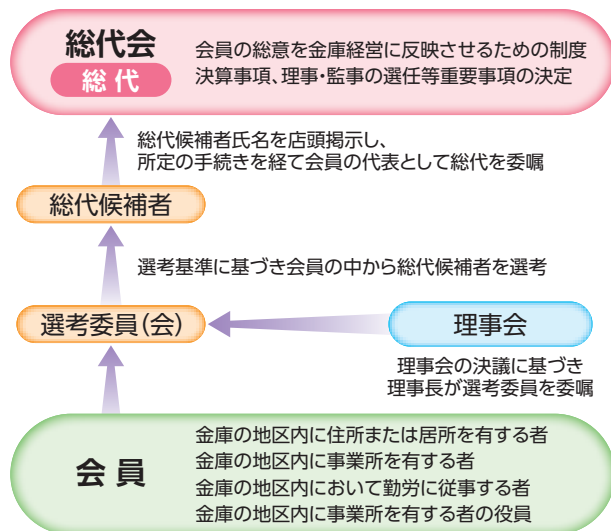 総代会
総代
会員の総意を金庫経営に反映させるための制度
決算事項、理事・監事の選任等重要事項の決定
総代候補者氏名を店頭掲示し、
所定の手続きを経て会員の代表として総代を委嘱
総代候補者
選考基準に基づき会員の中から総代候補者を選考
選考委員(会)
理事会
理事会の決議に基づき
理事長が選考委員を委嘱
会員
金庫の地区内に住所または居所を有する者
金庫の地区内に事業所を有する者
金庫の地区内において勤労に従事する者
金庫の地区内に事業所を有する者の役員